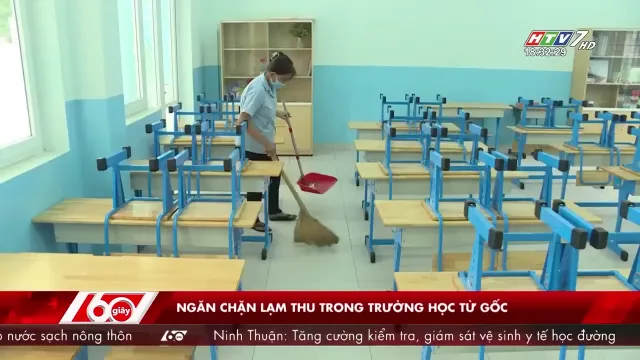 HTV7 HD
18:32:29
60 giây
NGĂN CHẶN LẠM THU TRONG TRƯỜNG HỌC TỪ GỐC
nước sạch nông thôn 60 Ninh Thuận: Tăng cường kiểm tra, giám sát vệ sinh y tế học đường